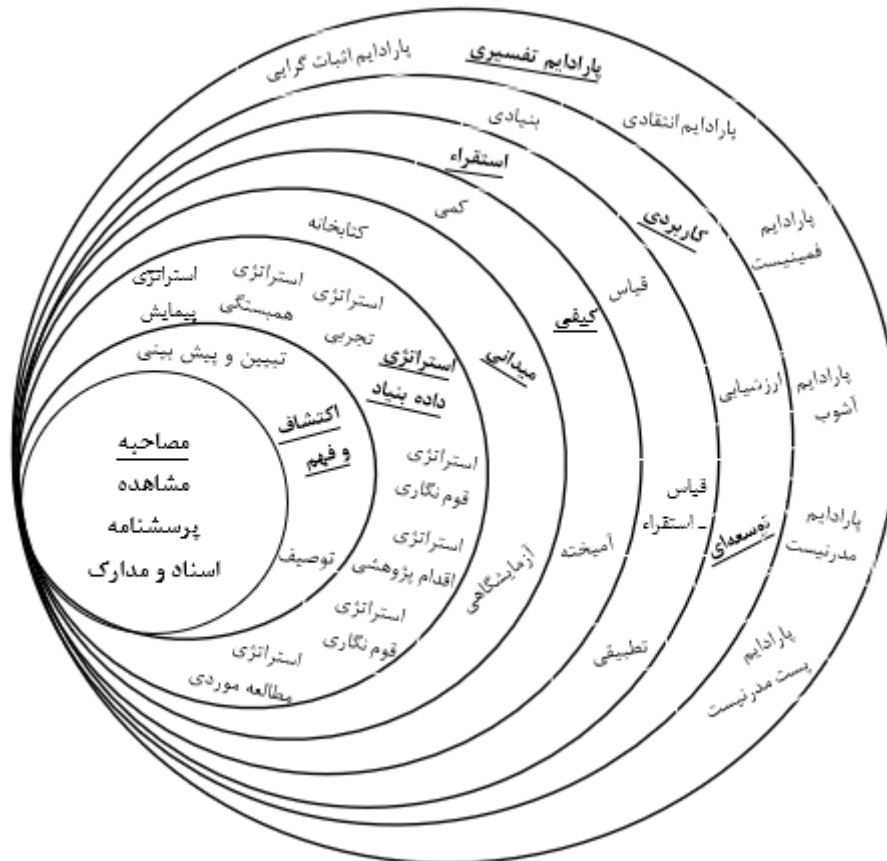 پارادایم اثبات گرایی
پارادایم تفسیری
پارادایم انتقادی
پارادایم
فمینیست
پارادایم
آشوب
پارادایم
مدرنیست
پارادایم
پست مدرنیست
بنیادی
کاربردی
ارزشیابی
توسعه‌ای
استقراء
قیاس
قیاس
ـ استقراء
تطبیقی
کمی
کیفی
آمیخته
کتابخانه
میدانی
آزمایشگاهی
استراتژی
پیمایش
استراتژی
همبستگی
استراتژی
تجربی
استراتژی
داده بنیاد
استراتژی
قوم نگاری
استراتژی
اقدام پژوهشی
استراتژی
قوم نگاری
استراتژی
مطالعه موردی
تبیین و پیش بینی
اکتشاف
و فهم
توصیف
مصاحبه
مشاهده
پرسشنامه
اسناد و مدارک